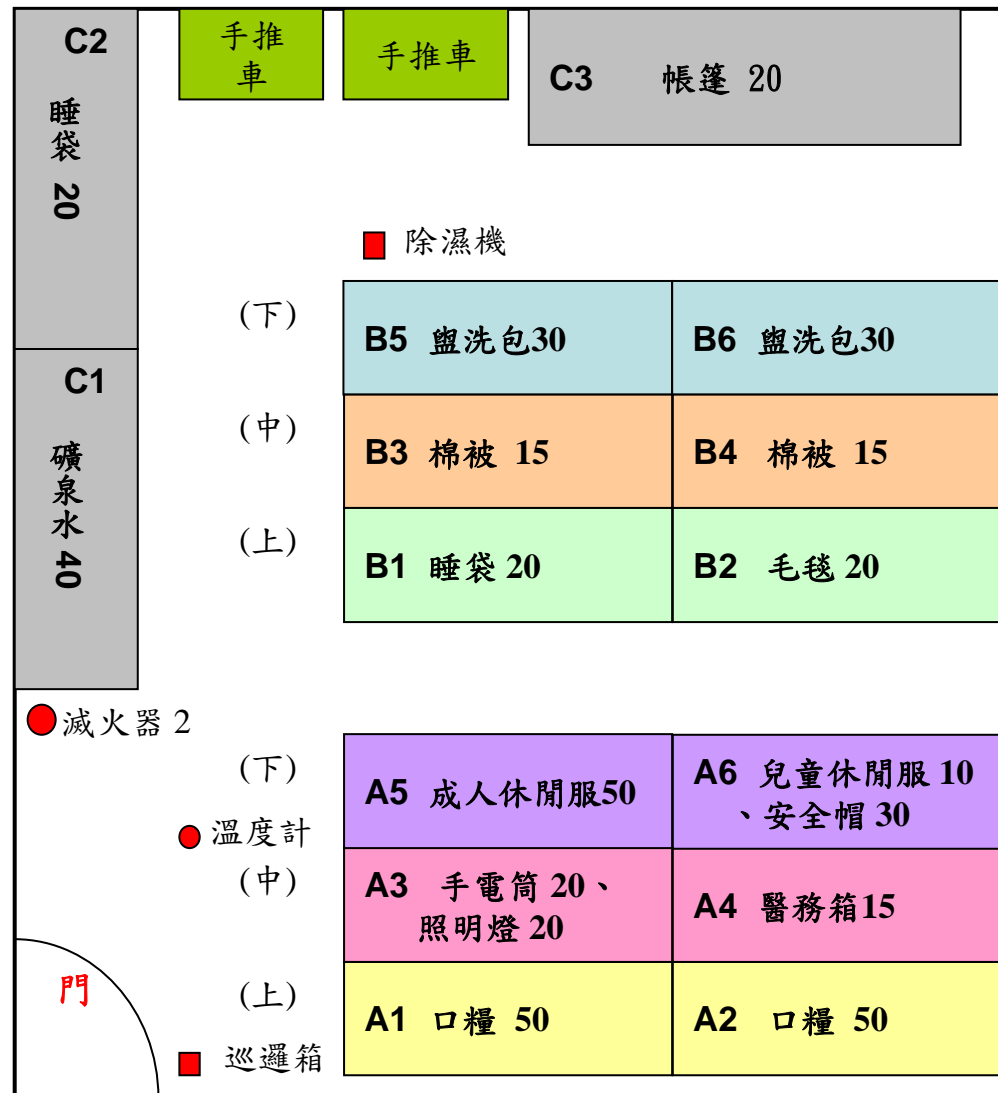 C2
睡袋 20
手推
車
手推車
C3 帳篷 20
除濕機
(下)
B5 盥洗包30
B6 盥洗包30
C1
礦泉水 40
(中)
B3 棉被 15
B4 棉被 15
(上)
B1 睡袋 20
B2 毛毯 20
滅火器 2
(下)
A5 成人休閒服50
A6 兒童休閒服 10
、安全帽 30
溫度計
(中)
A3 手電筒 20、
照明燈 20
A4 醫務箱15
門
(上)
A1 口糧 50
A2 口糧 50
巡邏箱